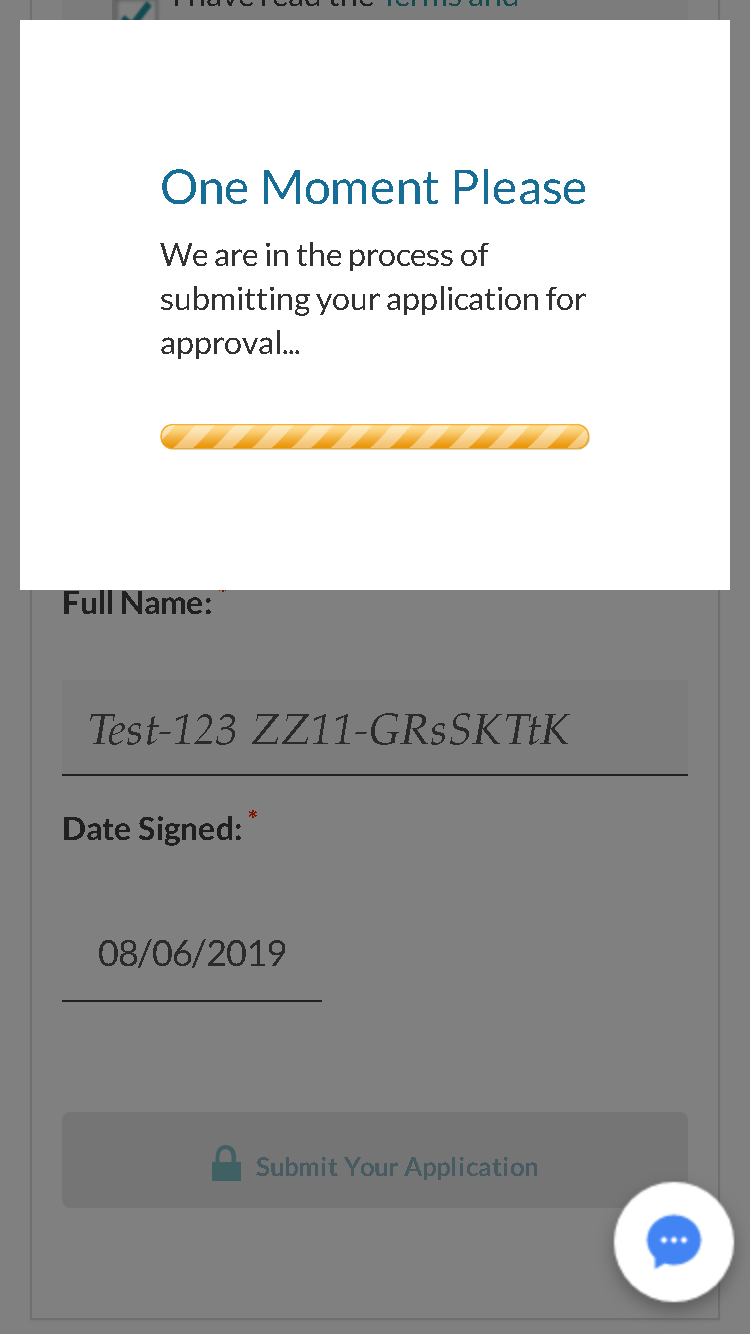 I have read the Terms and
One Moment Please
We are in the process of
submitting your application for
approval...
Full Name: *
Test-123 ZZ11-GRsSKTtK
Date Signed: *
08/06/2019
Submit Your Application